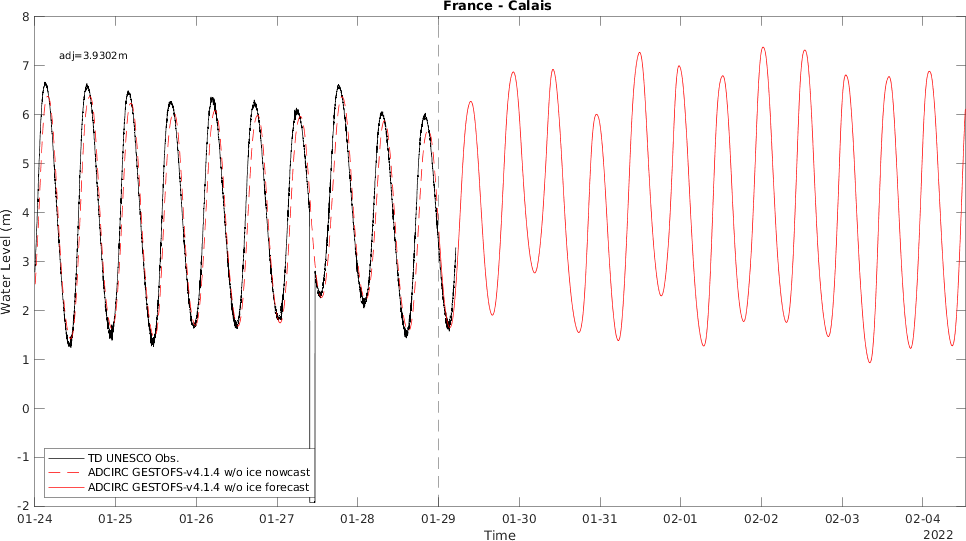 France - Calais
adj=3.9302m
8
7
6
5
4
3
2
1
0
-1
-2
Water Level (m)
TD UNESCO Obs.
ADCIRC GESTOFS-v4.1.4 w/o ice nowcast
ADCIRC GESTOFS-v4.1.4 w/o ice forecast
01-24 01-25 01-26 01-27 01-28 01-29 01-30 01-31 02-01 02-02 02-03 02-04
Time
2022